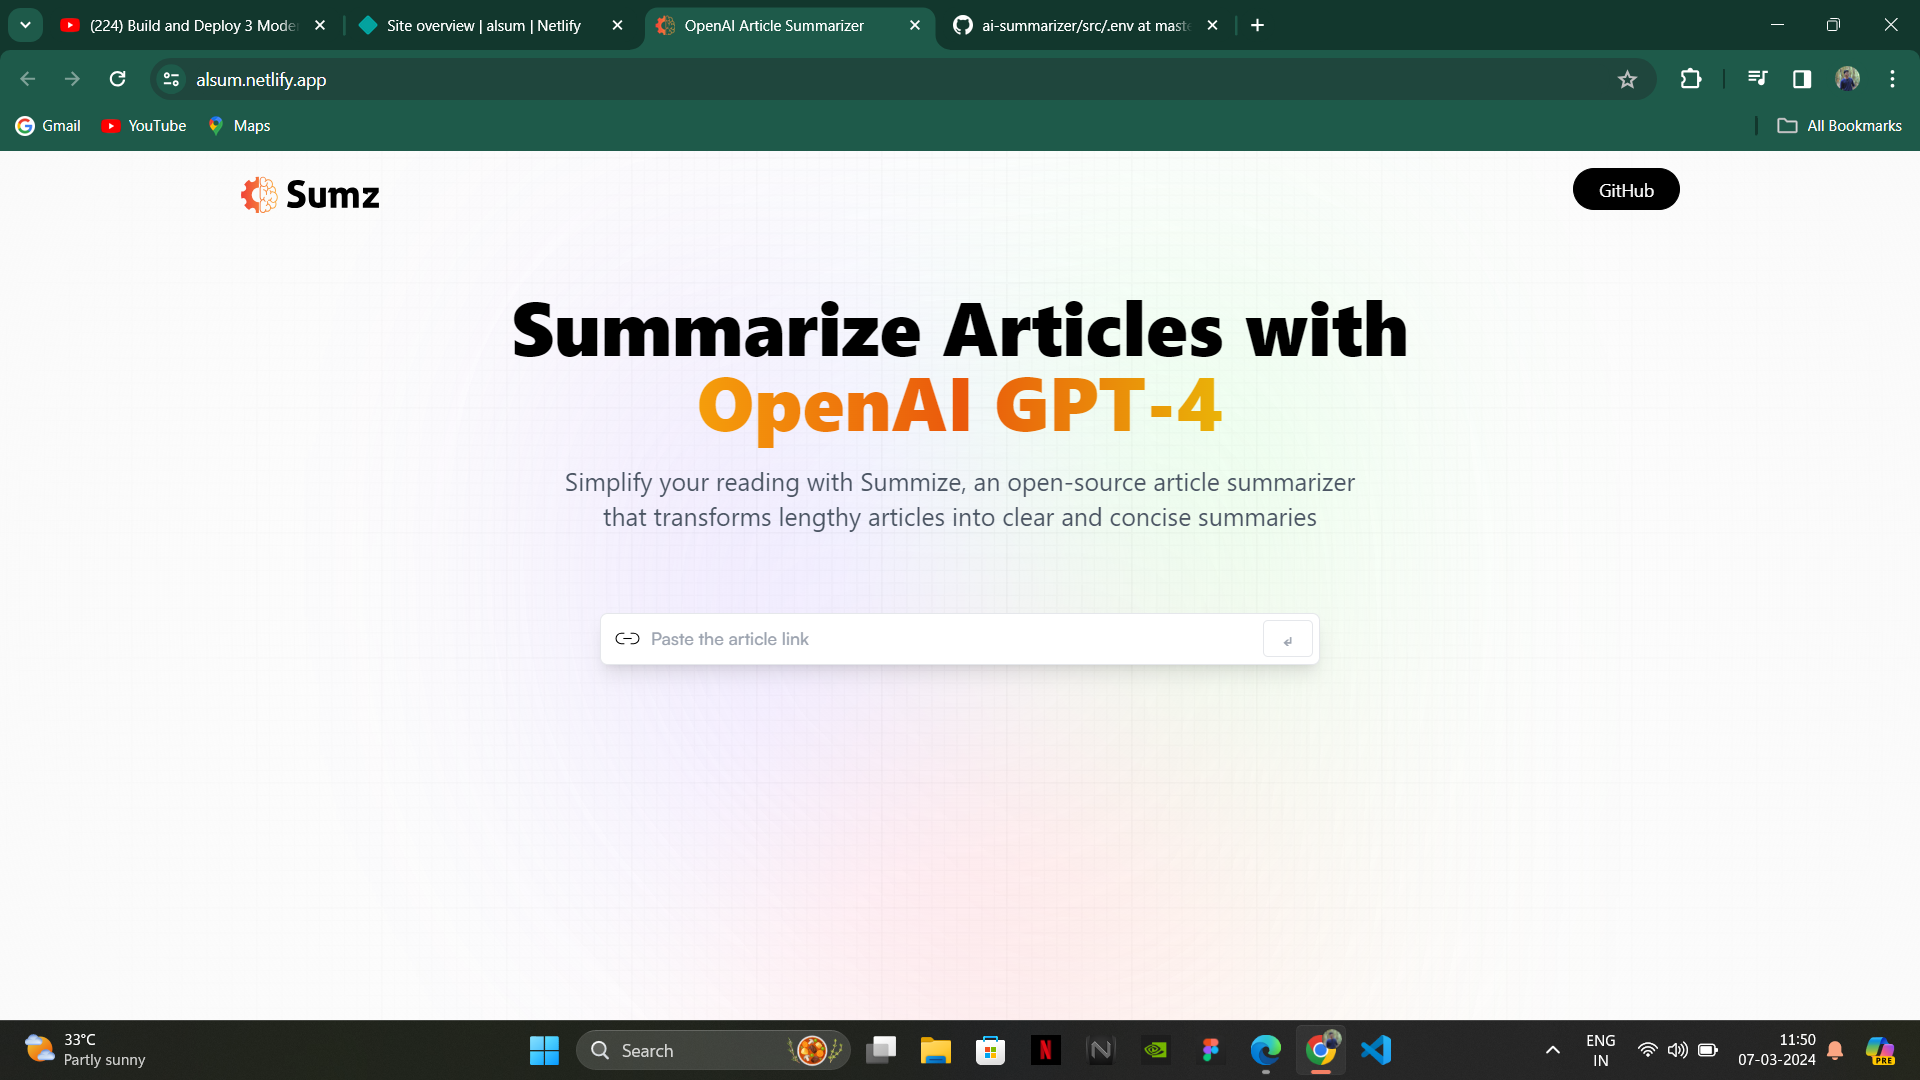 (224) Build and Deploy 3 Moder
Site overview | alsum | Netlify
OpenAI Article Summarizer
ai-summarizer/src/.env at maste
alsum.netlify.app
Gmail
YouTube
Maps
All Bookmarks
Sumz
GitHub
Summarize Articles with
OpenAI GPT-4
Simplify your reading with Summize, an open-source article summarizer
that transforms lengthy articles into clear and concise summaries
Paste the article link
33°C
Partly sunny
Search
ENG
IN
11:50
07-03-2024
PRE